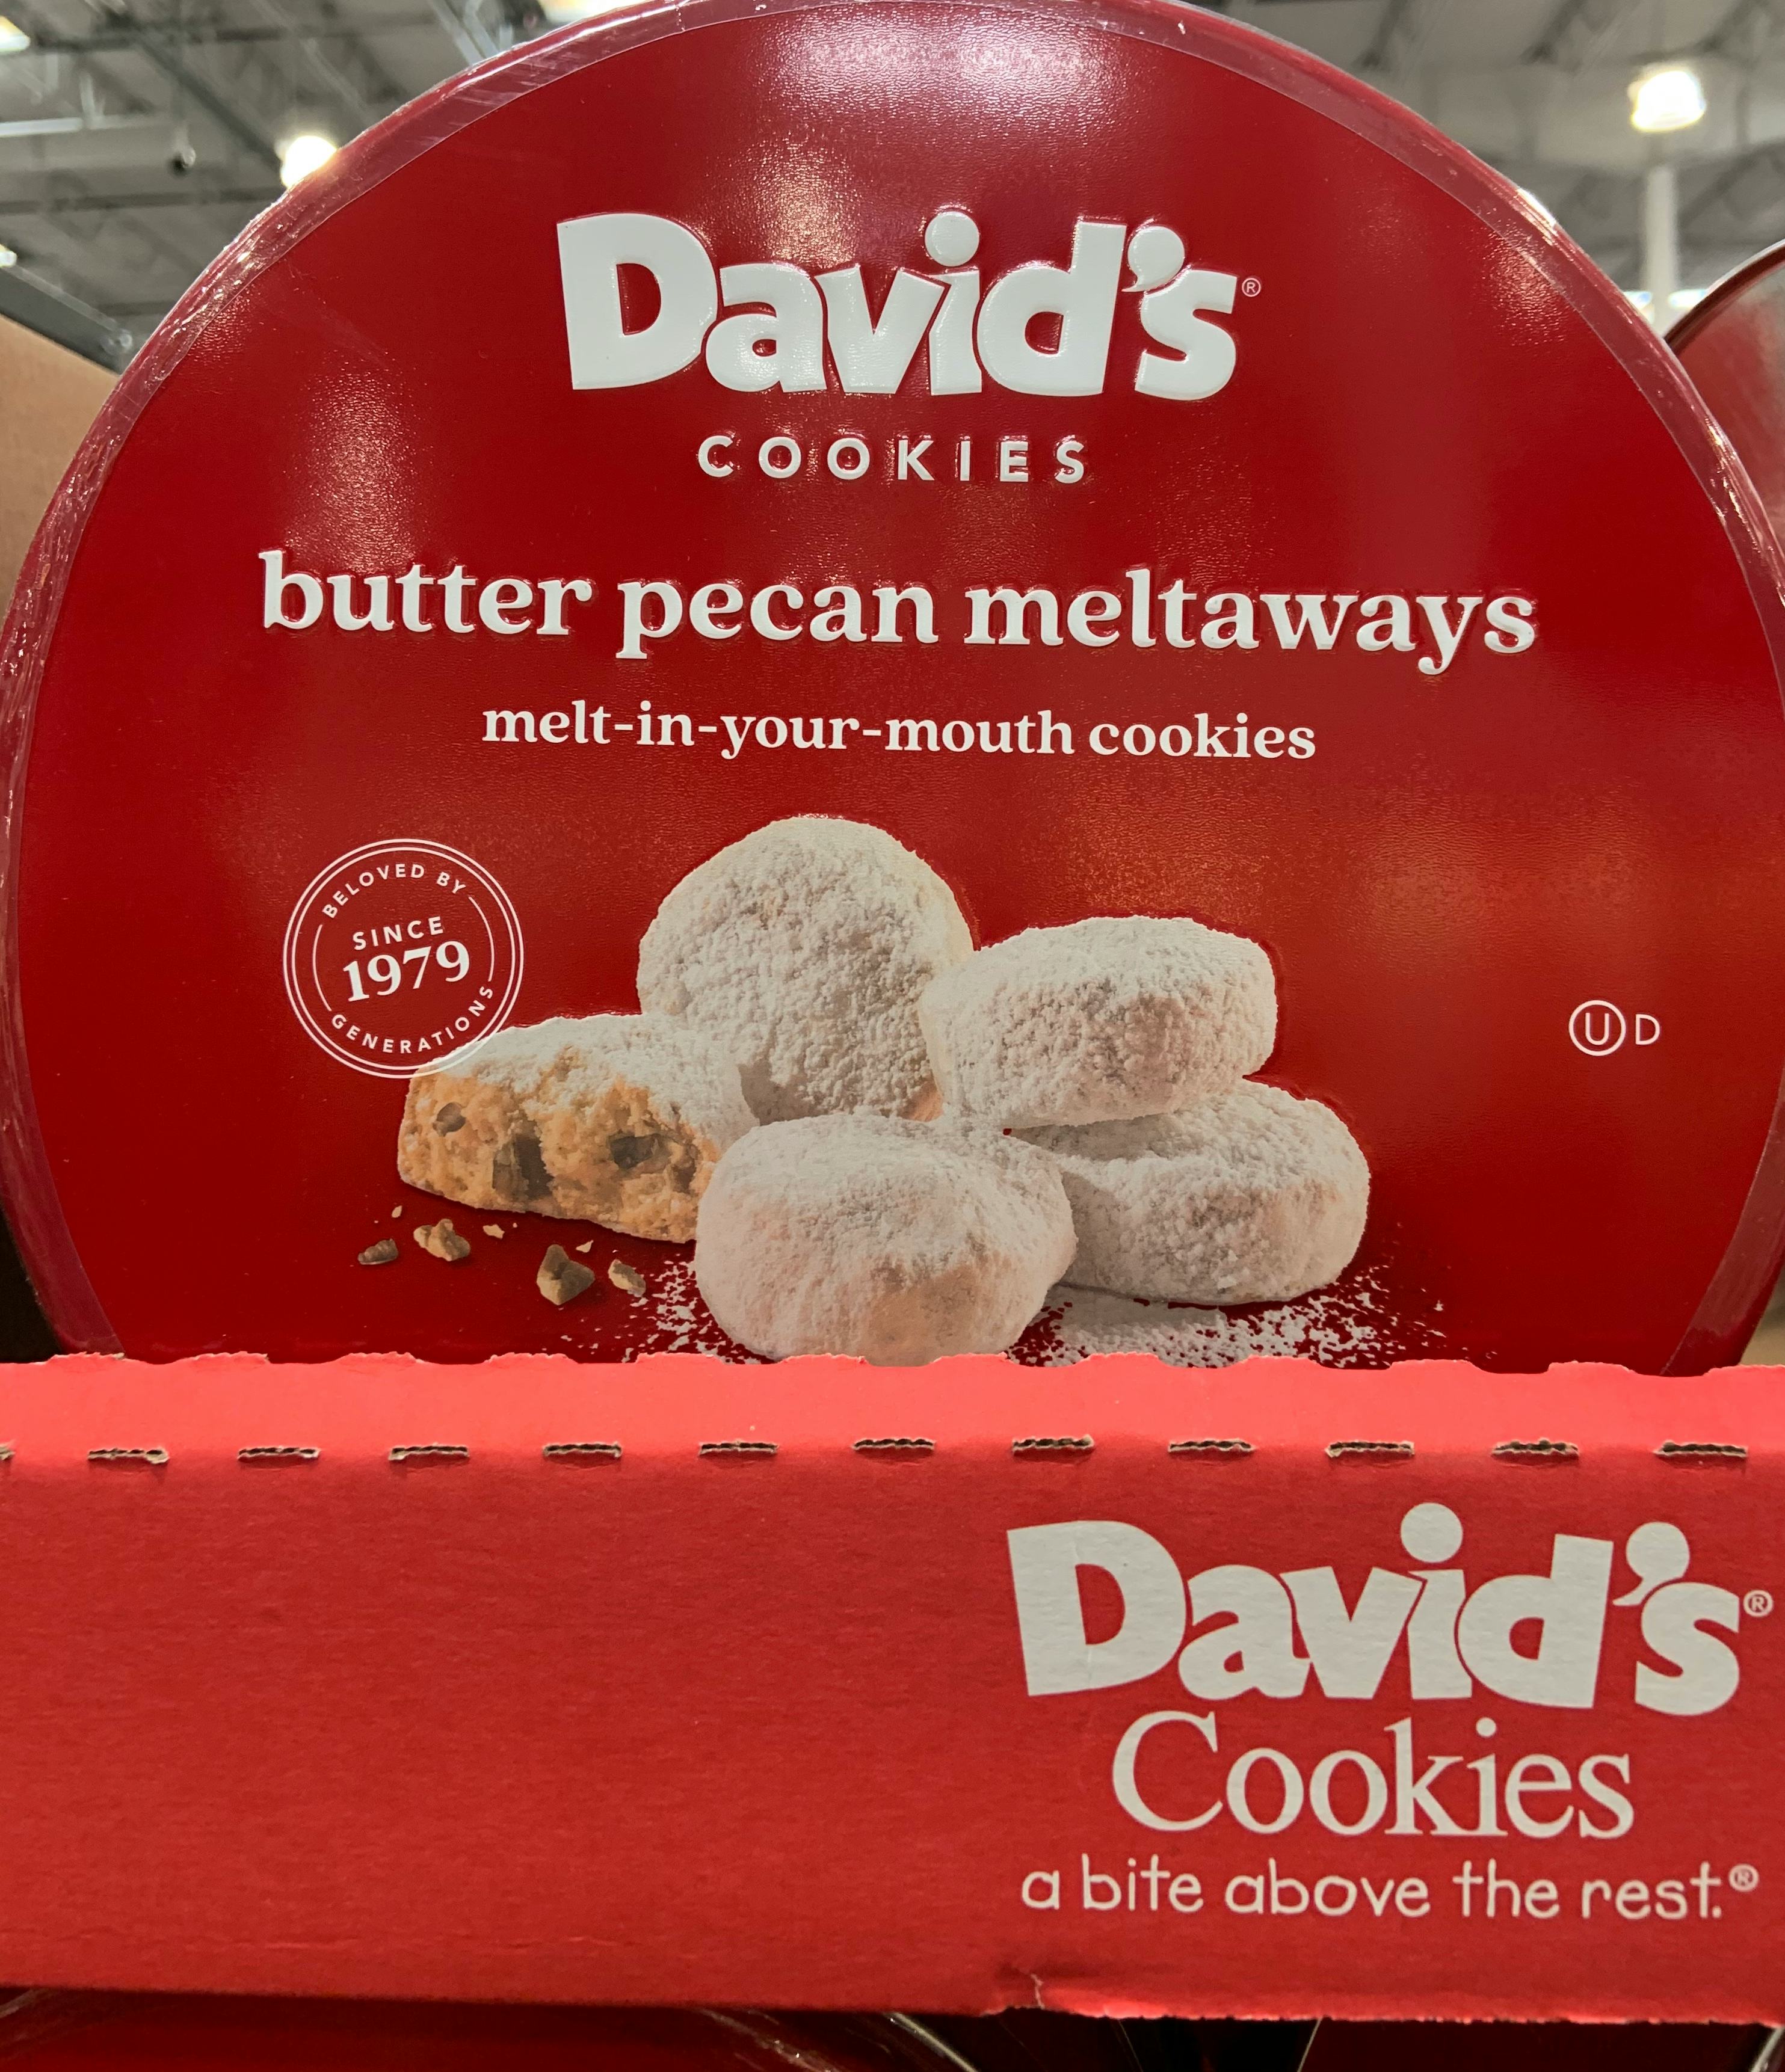 David's®
COOKIES
butter pecan meltaways
melt-in-your-mouth cookies
BELOVED BY
SINCE
1979
GENERATIONS
Ⓤ D
David's®
Cookies
a bite above the rest.®